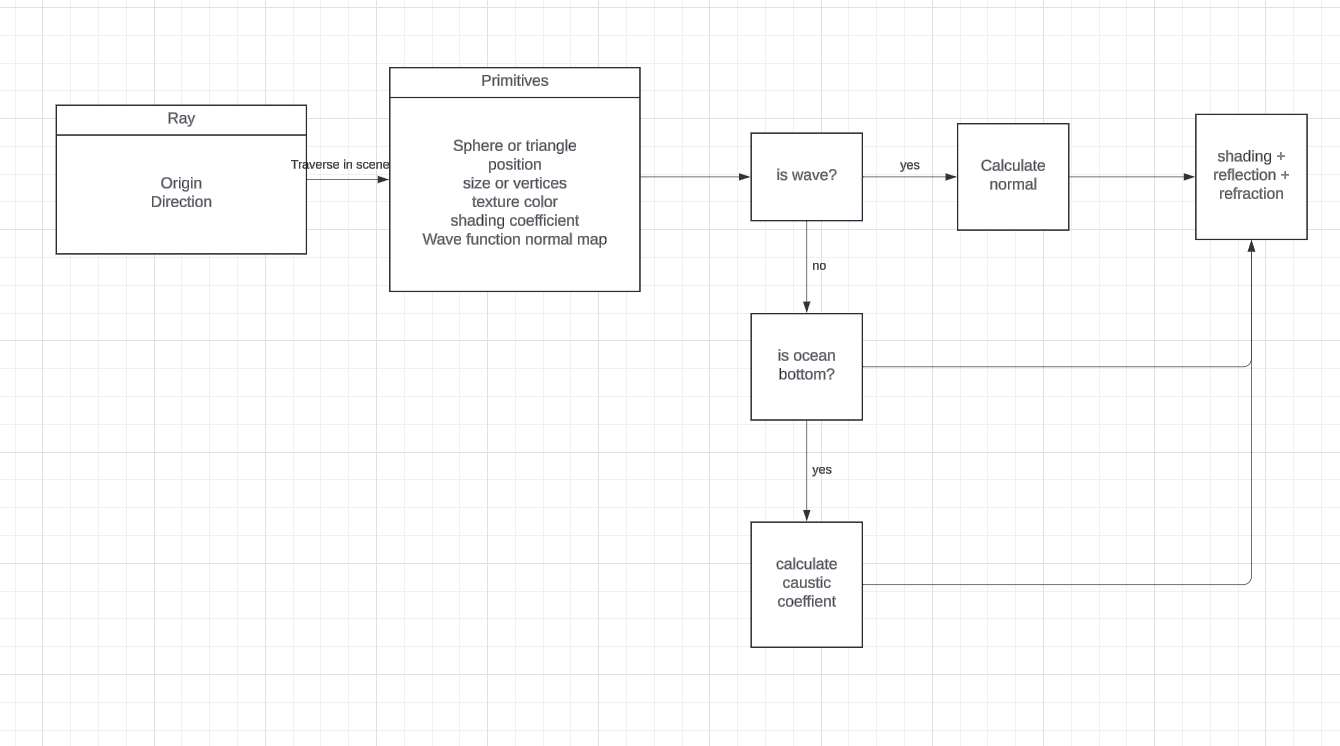 Ray
Origin
Direction
Traverse in scene
Primitives
Sphere or triangle
position
size or vertices
texture color
shading coefficient
Wave function normal map
is wave?
yes
Calculate
normal
shading +
reflection +
refraction
no
is ocean
bottom?
yes
calculate
caustic
coeffient